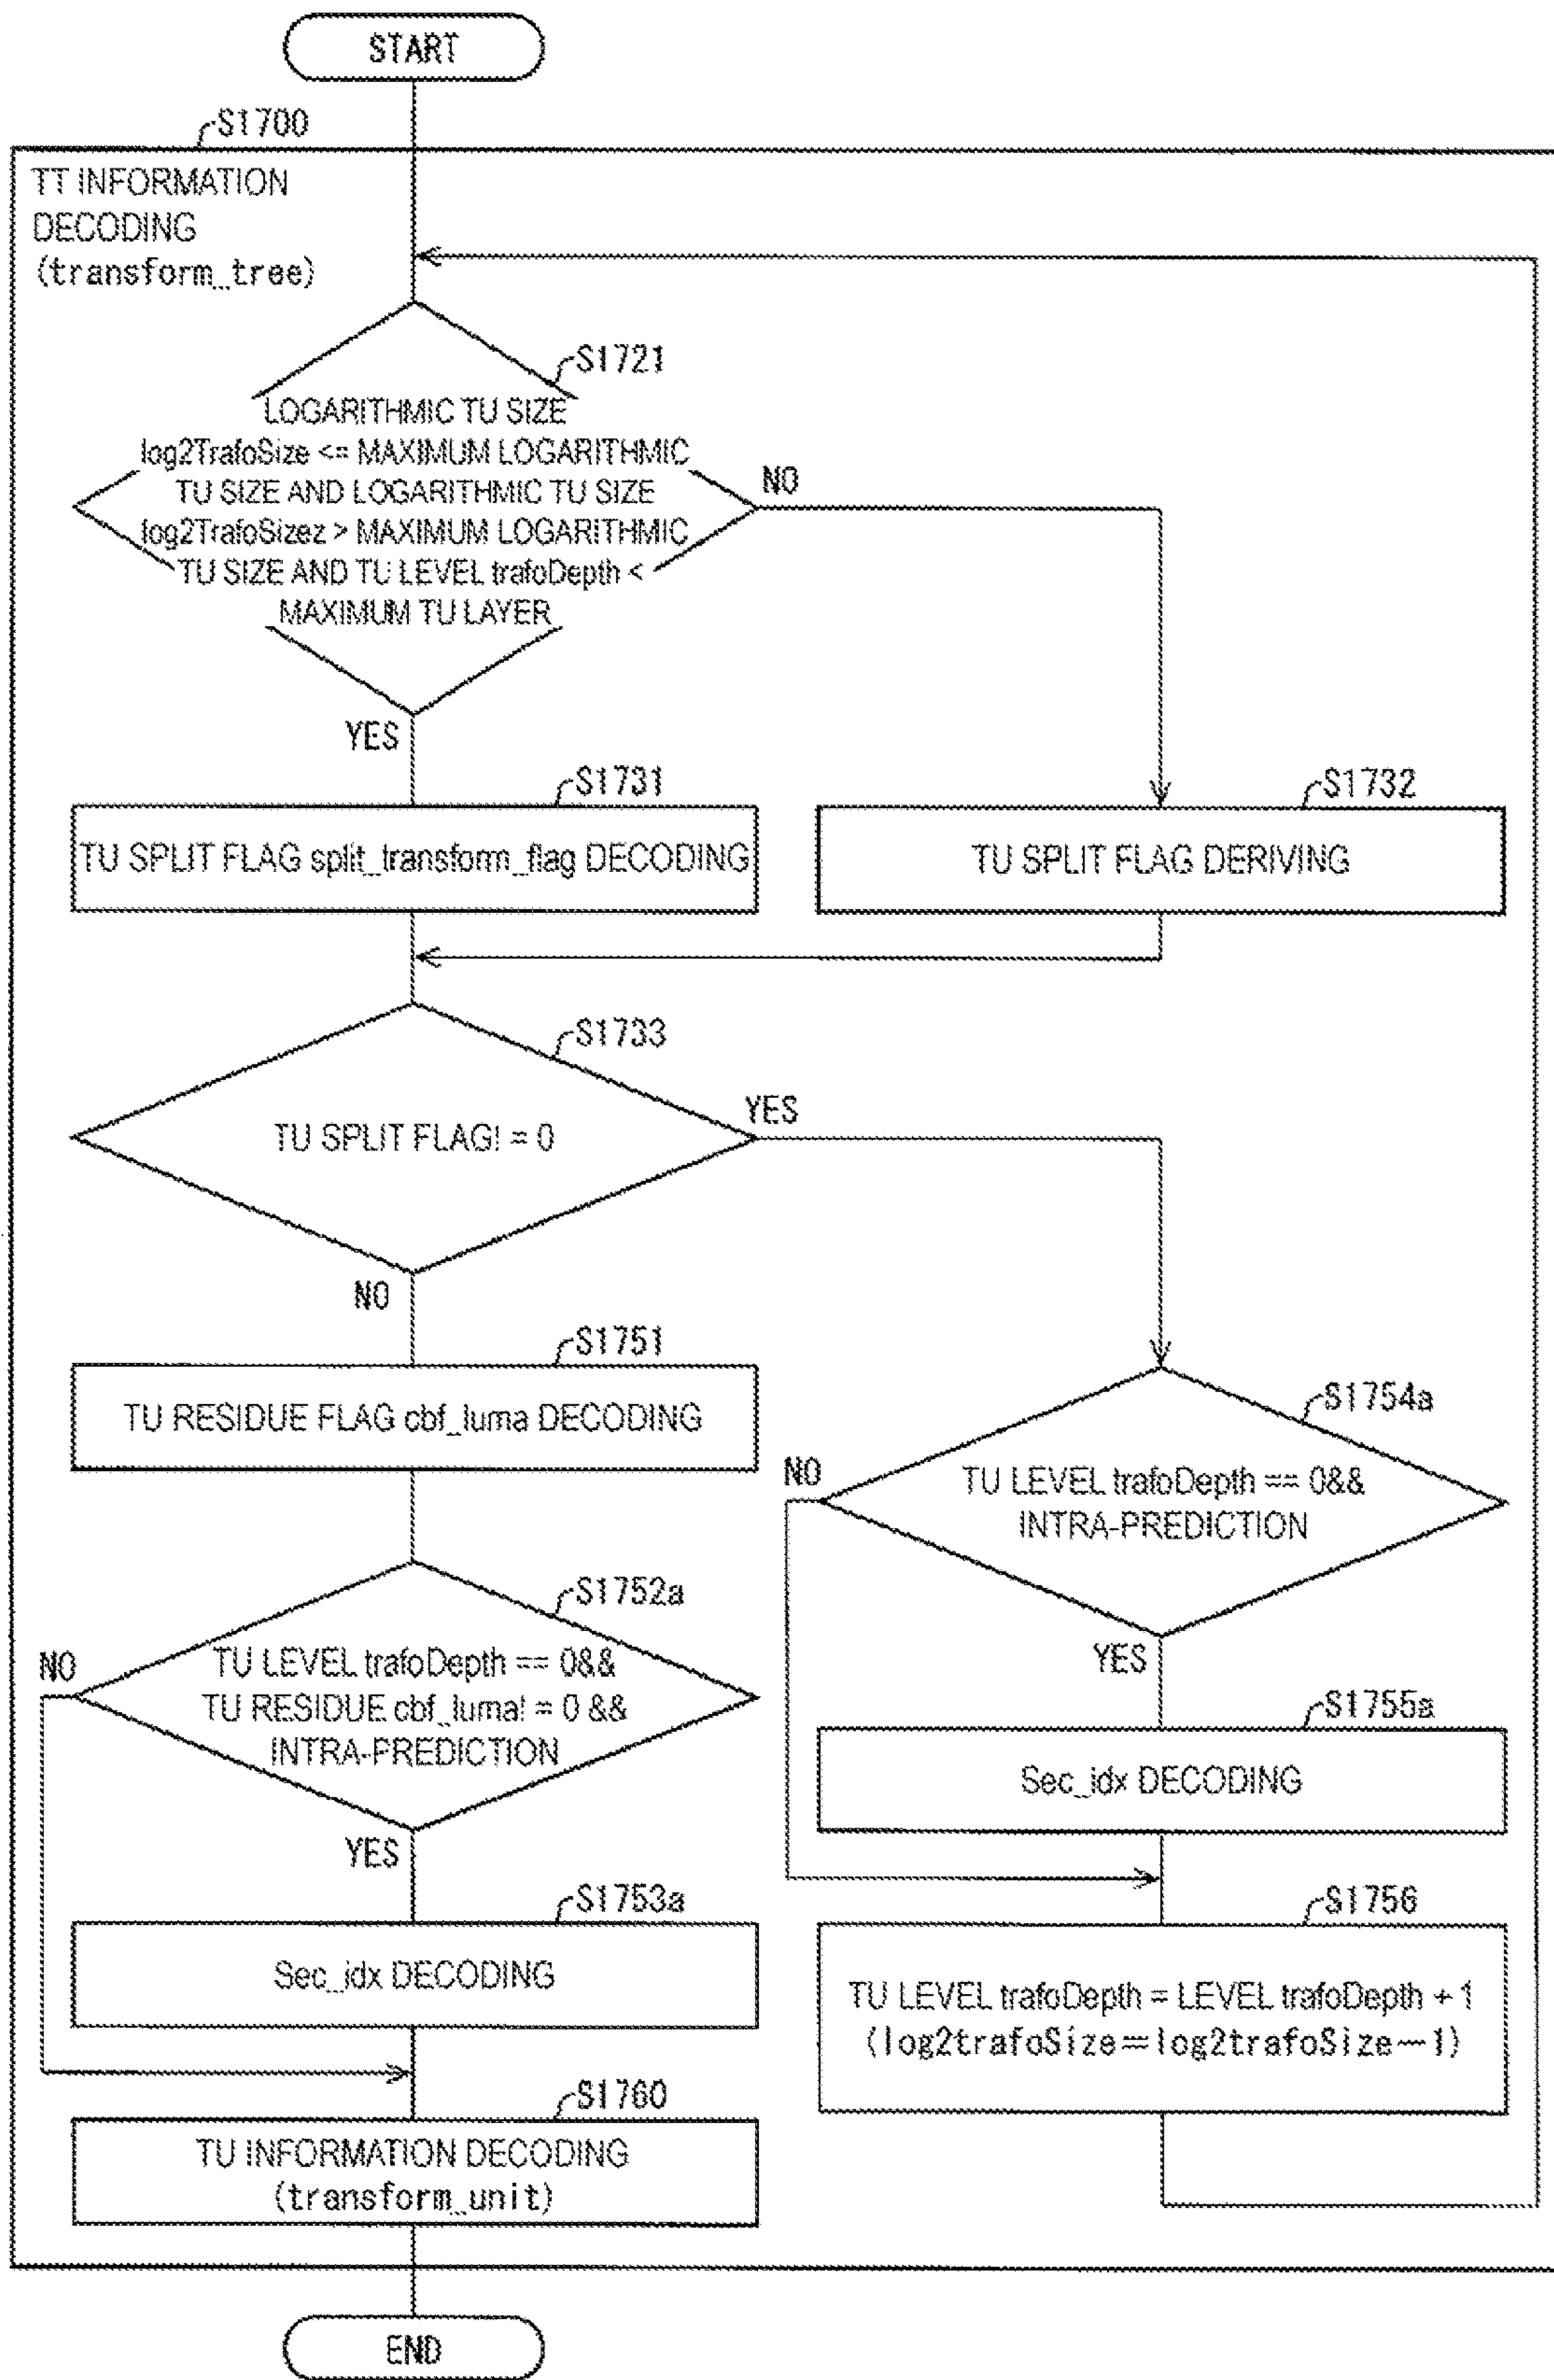 START
S1700
TT INFORMATION
DECODING
(transform_tree)
S1721
LOGARITHMIC TU SIZE
log2TrafoSize <= MAXIMUM LOGARITHMIC
TU SIZE AND LOGARITHMIC TU SIZE
log2TrafoSizez > MAXIMUM LOGARITHMIC
TU SIZE AND TU LEVEL trafoDepth <
MAXIMUM TU LAYER
NO
YES
S1731
TU SPLIT FLAG split_transform_flag DECODING
S1732
TU SPLIT FLAG DERIVING
S1733
TU SPLIT FLAG! = 0
YES
NO
S1751
TU RESIDUE FLAG cbf_luma DECODING
S1754a
TU LEVEL trafoDepth == 0&&
INTRA-PREDICTION
NO
YES
S1752a
TU LEVEL trafoDepth == 0&&
TU RESIDUE cbf_luma! = 0 &&
INTRA-PREDICTION
NO
YES
S1755a
Sec_idx DECODING
S1753a
Sec_idx DECODING
S1756
TU LEVEL trafoDepth = LEVEL trafoDepth + 1
(log2trafoSize=log2trafoSize-1)
S1760
TU INFORMATION DECODING
(transform_unit)
END